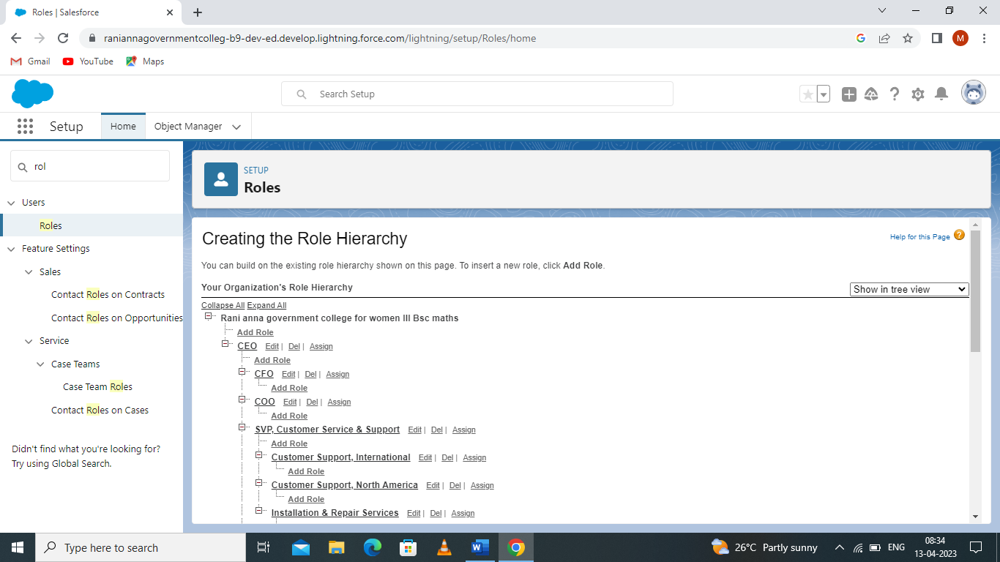 Roles | Salesforce
raniannagovernmentcolleg-b9-dev-ed.develop.lightning.force.com/lightning/setup/Roles/home
M
Gmail YouTube Maps
Search Setup
Setup Home Object Manager
rol
Users
Roles
Feature Settings
Sales
Contact Roles on Contracts
Contact Roles on Opportunities
Service
Case Teams
Case Team Roles
Contact Roles on Cases
Didn't find what you're looking for?
Try using Global Search.
SETUP
Roles
Creating the Role Hierarchy
Help for this Page ?
You can build on the existing role hierarchy shown on this page. To insert a new role, click Add Role.
Your Organization's Role Hierarchy
Show in tree view
Collapse All Expand All
Rani anna government college for women III Bsc maths
Add Role
CEO Edit | Del | Assign
Add Role
CFO Edit | Del | Assign
Add Role
COO Edit | Del | Assign
Add Role
SVP, Customer Service & Support Edit | Del | Assign
Add Role
Customer Support, International Edit | Del | Assign
Add Role
Customer Support, North America Edit | Del | Assign
Add Role
Installation & Repair Services Edit | Del | Assign
Type here to search
W
26°C Partly sunny
ENG
08:34
13-04-2023